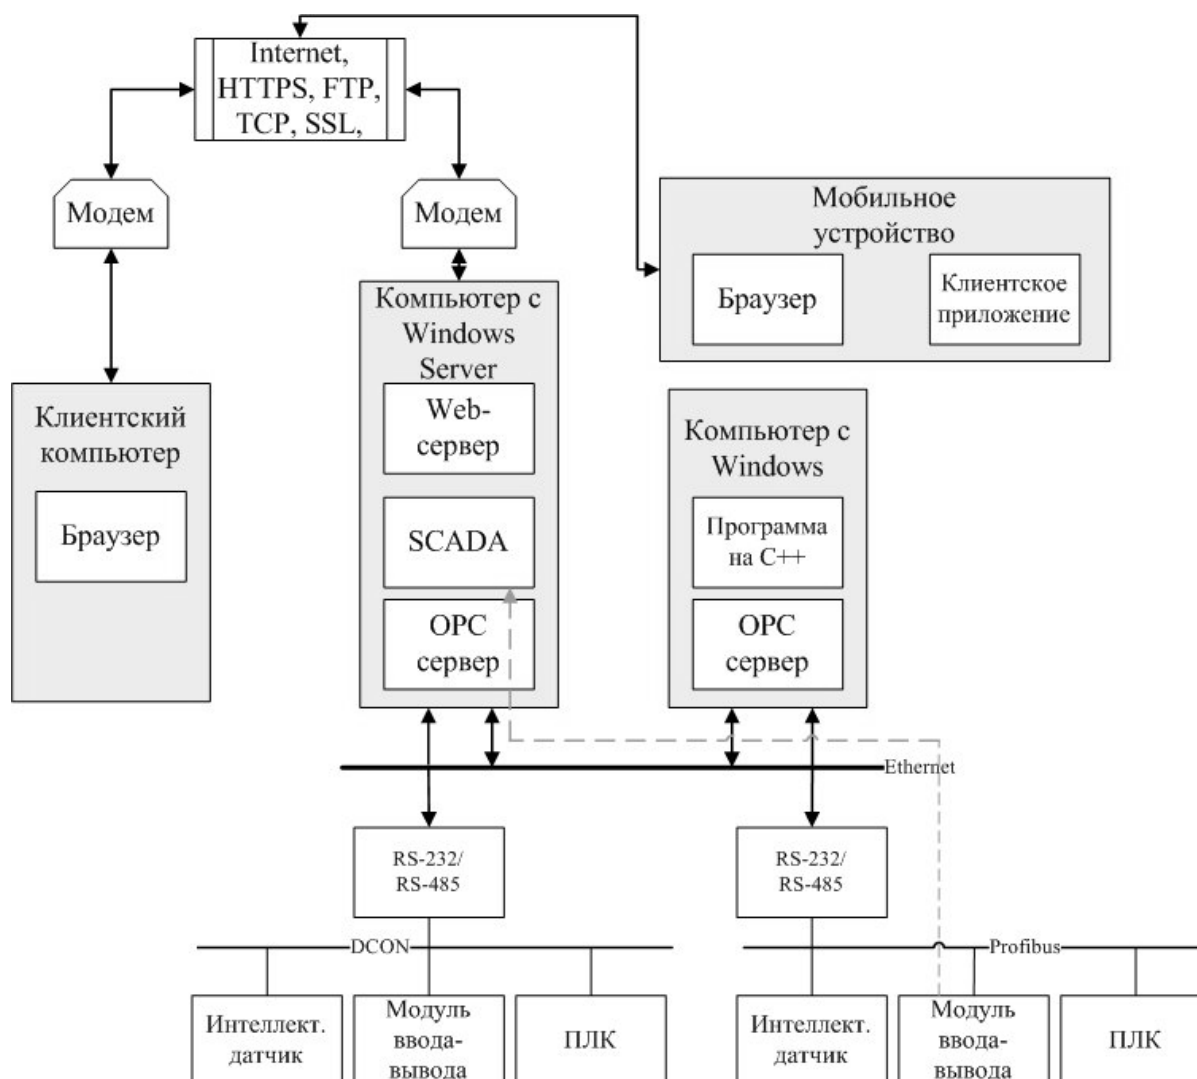 Internet,
HTTPS, FTP,
TCP, SSL,
Модем
Модем
Мобильное
устройство
Браузер
Клиентское
приложение
Компьютер с
Windows
Server
Web-
сервер
SCADA
OPC
сервер
Клиентский
компьютер
Браузер
Компьютер с
Windows
Программа
на C++
OPC
сервер
Ethernet
RS-232/
RS-485
RS-232/
RS-485
DCON
Profibus
Интеллект.
датчик
Модуль
ввода-
вывода
ПЛК
Интеллект.
датчик
Модуль
ввода-
вывода
ПЛК